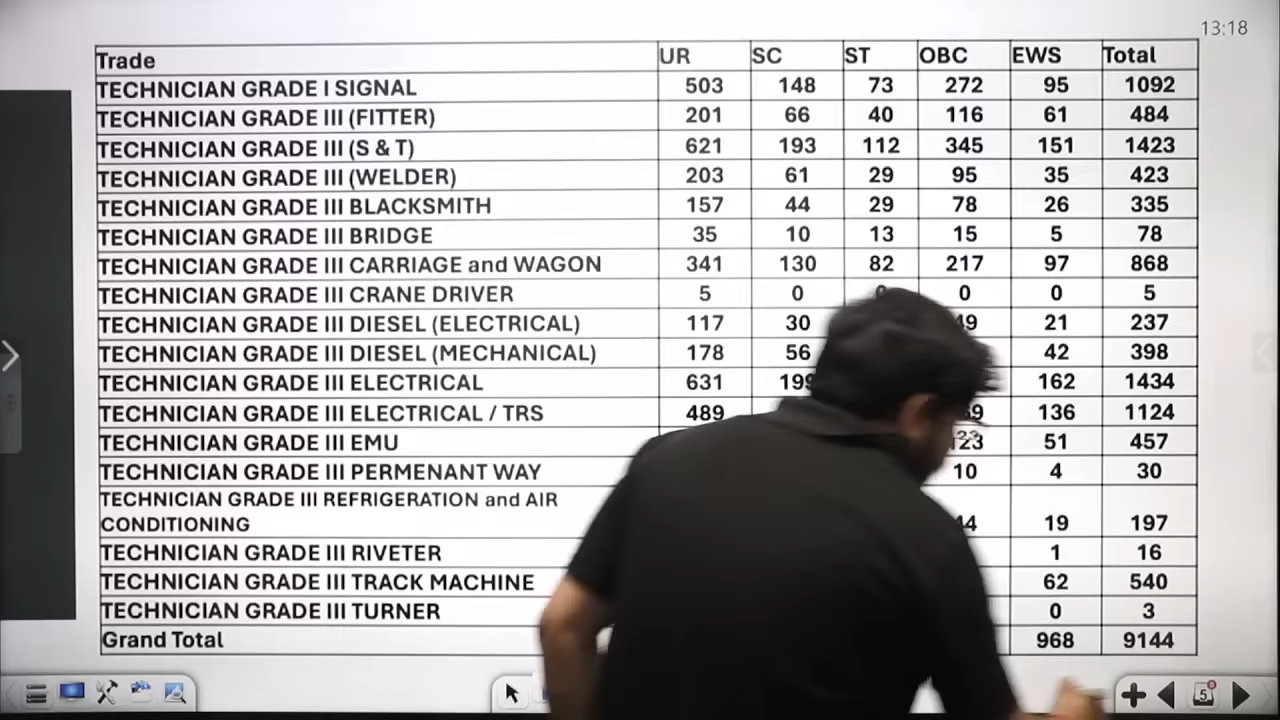 13:18
Trade UR SC ST OBC EWS Total
TECHNICIAN GRADE I SIGNAL 503 148 73 272 95 1092
TECHNICIAN GRADE III (FITTER) 201 66 40 116 61 484
TECHNICIAN GRADE III (S & T) 621 193 112 345 151 1423
TECHNICIAN GRADE III (WELDER) 203 61 29 95 35 423
TECHNICIAN GRADE III BLACKSMITH 157 44 29 78 26 335
TECHNICIAN GRADE III BRIDGE 35 10 13 15 5 78
TECHNICIAN GRADE III CARRIAGE and WAGON 341 130 82 217 97 868
TECHNICIAN GRADE III CRANE DRIVER 5 0 0 0 5
TECHNICIAN GRADE III DIESEL (ELECTRICAL) 117 30 21 237
TECHNICIAN GRADE III DIESEL (MECHANICAL) 178 56 42 398
TECHNICIAN GRADE III ELECTRICAL 631 199 162 1434
TECHNICIAN GRADE III ELECTRICAL / TRS 489 136 1124
TECHNICIAN GRADE III EMU 123 51 457
TECHNICIAN GRADE III PERMENANT WAY 10 4 30
TECHNICIAN GRADE III REFRIGERATION and AIR
CONDITIONING 19 197
TECHNICIAN GRADE III RIVETER 1 16
TECHNICIAN GRADE III TRACK MACHINE 62 540
TECHNICIAN GRADE III TURNER 0 3
Grand Total 968 9144
5